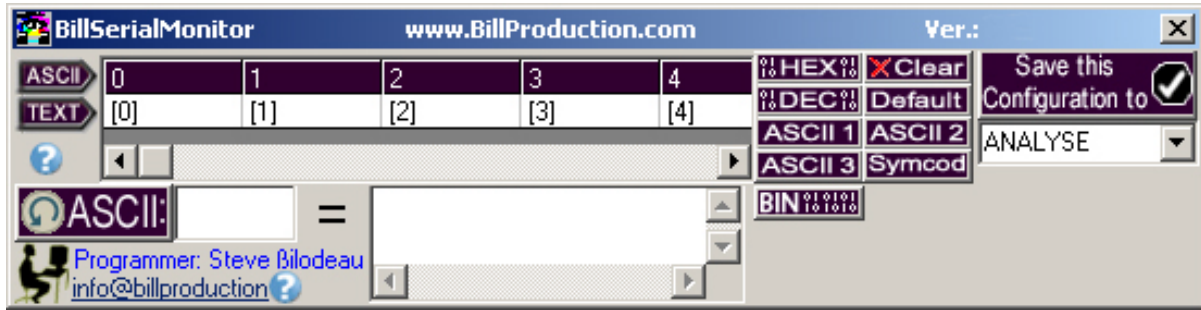 BillSerialMonitor www.BillProduction.com Ver.:
ASCII 0 1 2 3 4
TEXT [0] [1] [2] [3] [4]
HEX Clear
DEC Default
ASCII 1 ASCII 2
ASCII 3 Symcod
BIN
Save this
Configuration to
ANALYSE
ASCII: =
Programmer: Steve Bilodeau
info@billproduction